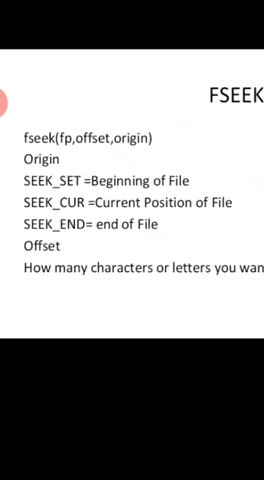 FSEEK
fseek(fp,offset,origin)
Origin
SEEK_SET =Beginning of File
SEEK_CUR =Current Position of File
SEEK_END= end of File
Offset
How many characters or letters you wan